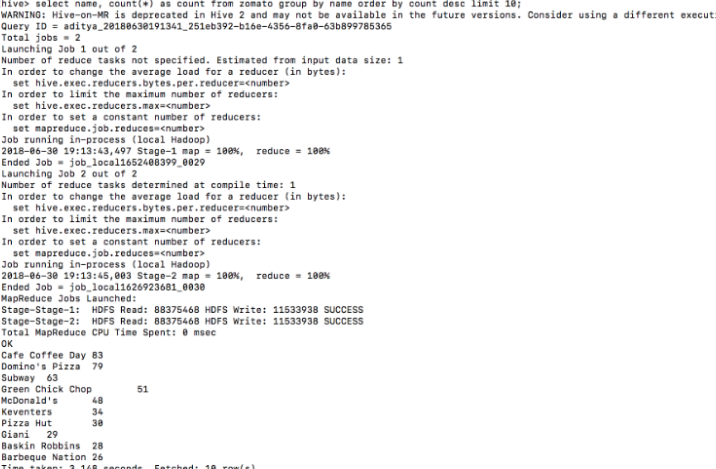 hive> select name, count(*) as count from zomato group by name order by count desc limit 10;
WARNING: Hive-on-MR is deprecated in Hive 2 and may not be available in the future versions. Consider using a different executi
Query ID = aditya_20180630191341_251eb392-b16e-4356-8fa0-63b899785365
Total jobs = 2
Launching Job 1 out of 2
Number of reduce tasks not specified. Estimated from input data size: 1
In order to change the average load for a reducer (in bytes):
  set hive.exec.reducers.bytes.per.reducer=<number>
In order to limit the maximum number of reducers:
  set hive.exec.reducers.max=<number>
In order to set a constant number of reducers:
  set mapreduce.job.reduces=<number>
Job running in-process (local Hadoop)
2018-06-30 19:13:43,497 Stage-1 map = 100%,  reduce = 100%
Ended Job = job_local1652408399_0029
Launching Job 2 out of 2
Number of reduce tasks determined at compile time: 1
In order to change the average load for a reducer (in bytes):
  set hive.exec.reducers.bytes.per.reducer=<number>
In order to limit the maximum number of reducers:
  set hive.exec.reducers.max=<number>
In order to set a constant number of reducers:
  set mapreduce.job.reduces=<number>
Job running in-process (local Hadoop)
2018-06-30 19:13:45,003 Stage-2 map = 100%,  reduce = 100%
Ended Job = job_local1626923681_0030
MapReduce Jobs Launched:
Stage-Stage-1:  HDFS Read: 88375468 HDFS Write: 11533938 SUCCESS
Stage-Stage-2:  HDFS Read: 88375468 HDFS Write: 11533938 SUCCESS
Total MapReduce CPU Time Spent: 0 msec
OK
Cafe Coffee Day 83
Domino's Pizza  79
Subway  63
Green Chick Chop        51
McDonald's      48
Keventers       34
Pizza Hut       30
Giani   29
Baskin Robbins  28
Barbeque Nation 26
Time taken: 3.148 seconds, Fetched: 10 row(s)